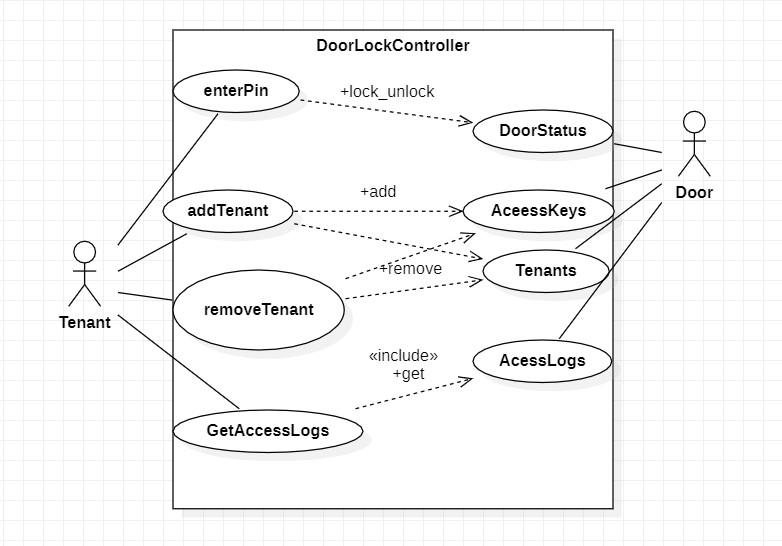 DoorLockController
enterPin
+lock_unlock
DoorStatus
Door
addTenant
+add
AceessKeys
Tenants
+remove
removeTenant
Tenant
«include»
+get
AcessLogs
GetAccessLogs